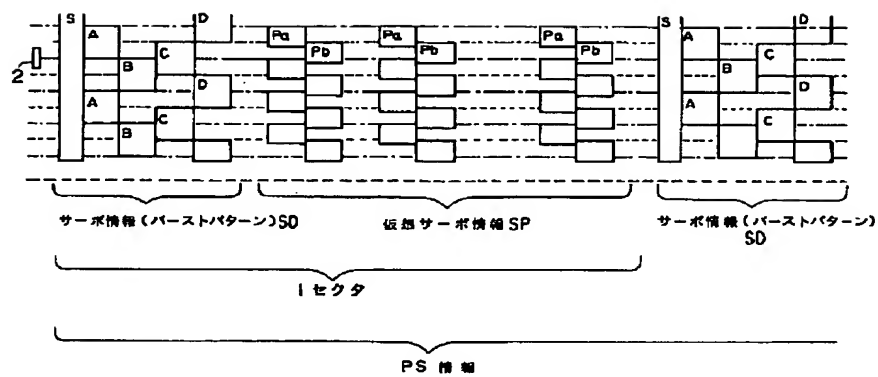 S A B C D A B C D Pa Pb Pa Pb Pa Pb S A B C D A B C D
2
サーボ情報(バーストパターン)SD
仮想サーボ情報SP
サーボ情報(バーストパターン)
SD
1セクタ
PS 情報